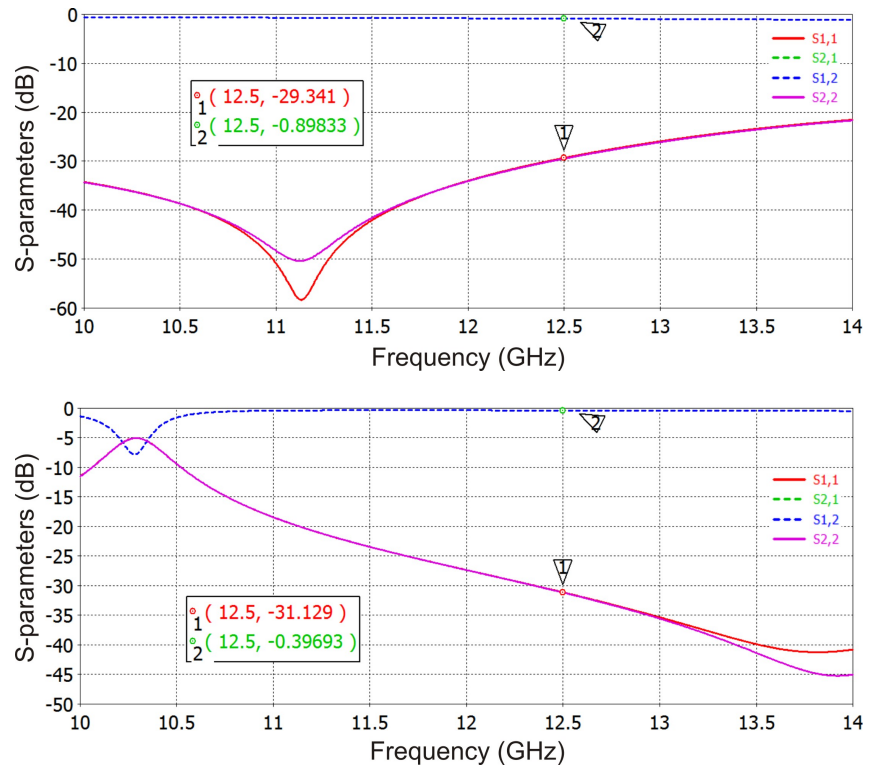 S-parameters (dB)
0
-10
-20
-30
-40
-50
-60
S1,1
S2,1
S1,2
S2,2
1 ( 12.5, -29.341 )
2 ( 12.5, -0.89833 )
2
1
10 10.5 11 11.5 12 12.5 13 13.5 14
Frequency (GHz)
S-parameters (dB)
0
-5
-10
-15
-20
-25
-30
-35
-40
-45
-50
2
S1,1
S2,1
S1,2
S2,2
1
1 ( 12.5, -31.129 )
2 ( 12.5, -0.39693 )
10 10.5 11 11.5 12 12.5 13 13.5 14
Frequency (GHz)